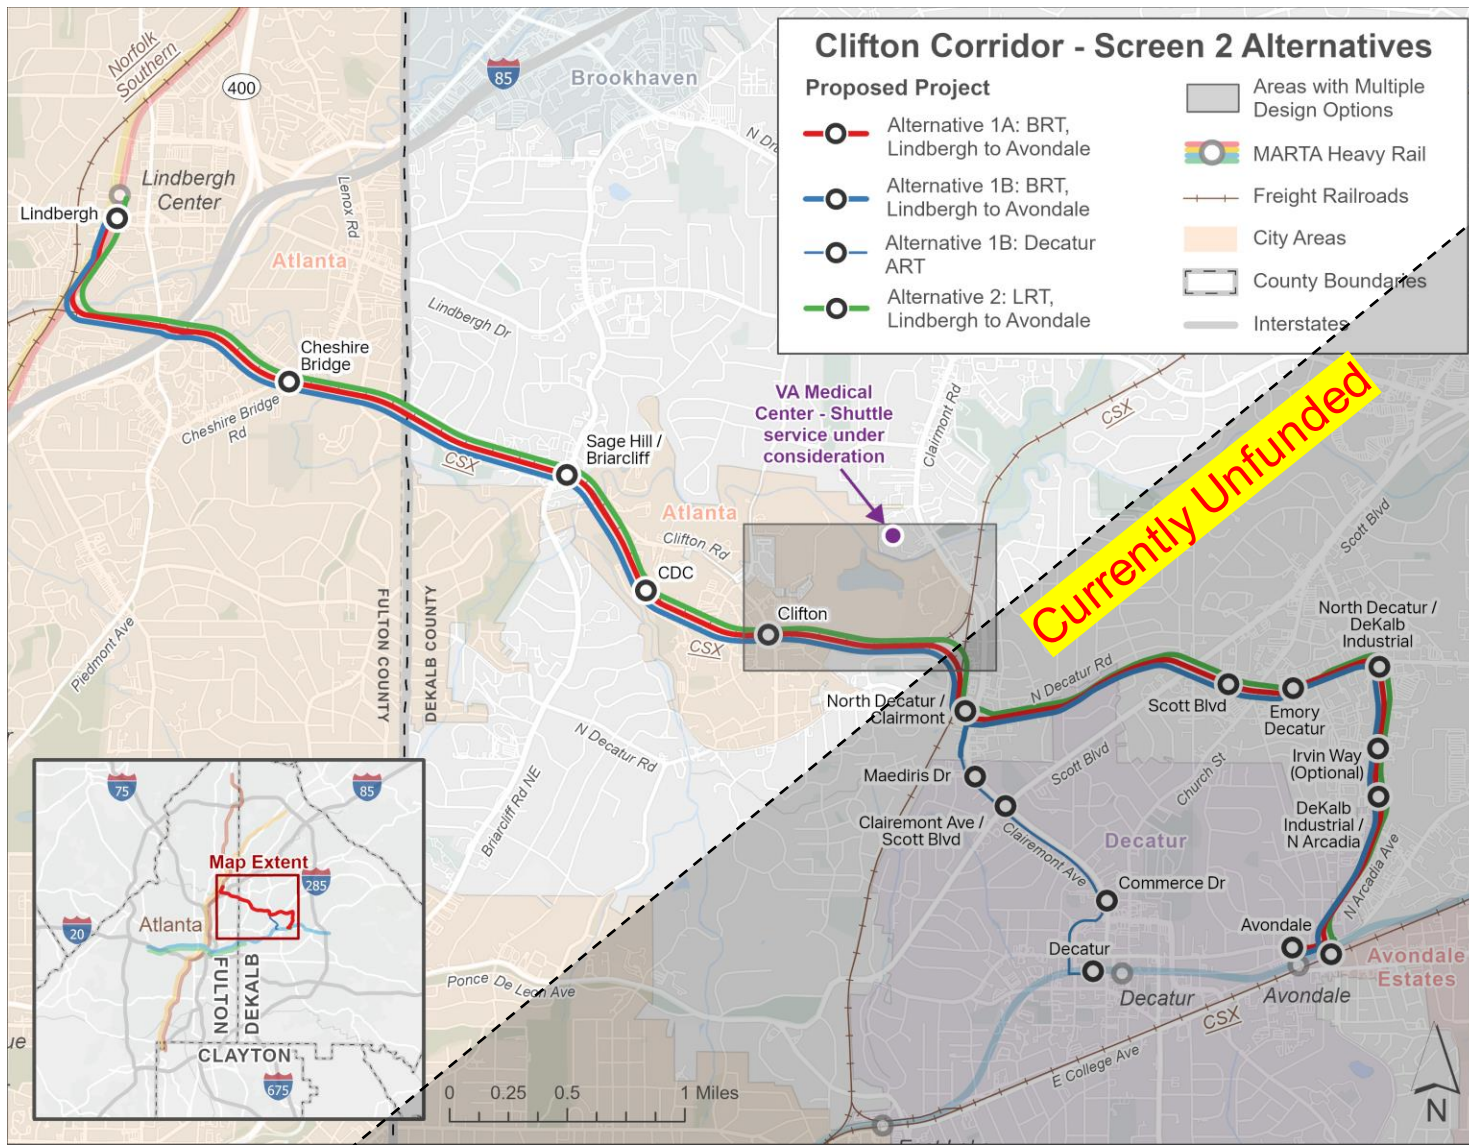 Clifton Corridor - Screen 2 Alternatives
Proposed Project
Alternative 1A: BRT,
Lindbergh to Avondale
Alternative 1B: BRT,
Lindbergh to Avondale
Alternative 1B: Decatur
ART
Alternative 2: LRT,
Lindbergh to Avondale
Areas with Multiple
Design Options
MARTA Heavy Rail
Freight Railroads
City Areas
County Boundaries
Interstates
Norfolk
Southern
400
85
Brookhaven
N Dr
Lindbergh
Center
Lindbergh
Lenox Rd
Atlanta
Lindbergh Dr
Cheshire
Bridge
Cheshire Bridge
Rd
CSX
Sage Hill /
Briarcliff
VA Medical
Center - Shuttle
service under
consideration
Clairmont Rd
CSX
Currently Unfunded
Scott Blvd
Atlanta
Clifton Rd
CDC
Clifton
CSX
FULTON COUNTY
DEKALB COUNTY
Piedmont Ave
North Decatur /
DeKalb
Industrial
N Decatur Rd
North Decatur /
Clairmont
Scott Blvd
Emory
Decatur
Irvin Way
(Optional)
N Decatur Rd
Scott Blvd
Church St
Maediris Dr
DeKalb
Industrial /
N Arcadia
Briarcliff Rd NE
Clairemont Ave /
Scott Blvd
Clairemont Ave
Decatur
N Arcadia Ave
Commerce Dr
Avondale
Decatur
Avondale
Estates
Ponce De Leon Ave
Decatur
Avondale
CSX
E College Ave
75
85
Map Extent
285
Atlanta
20
FULTON
DEKALB
CLAYTON
675
ue
0 0.25 0.5 1 Miles
N